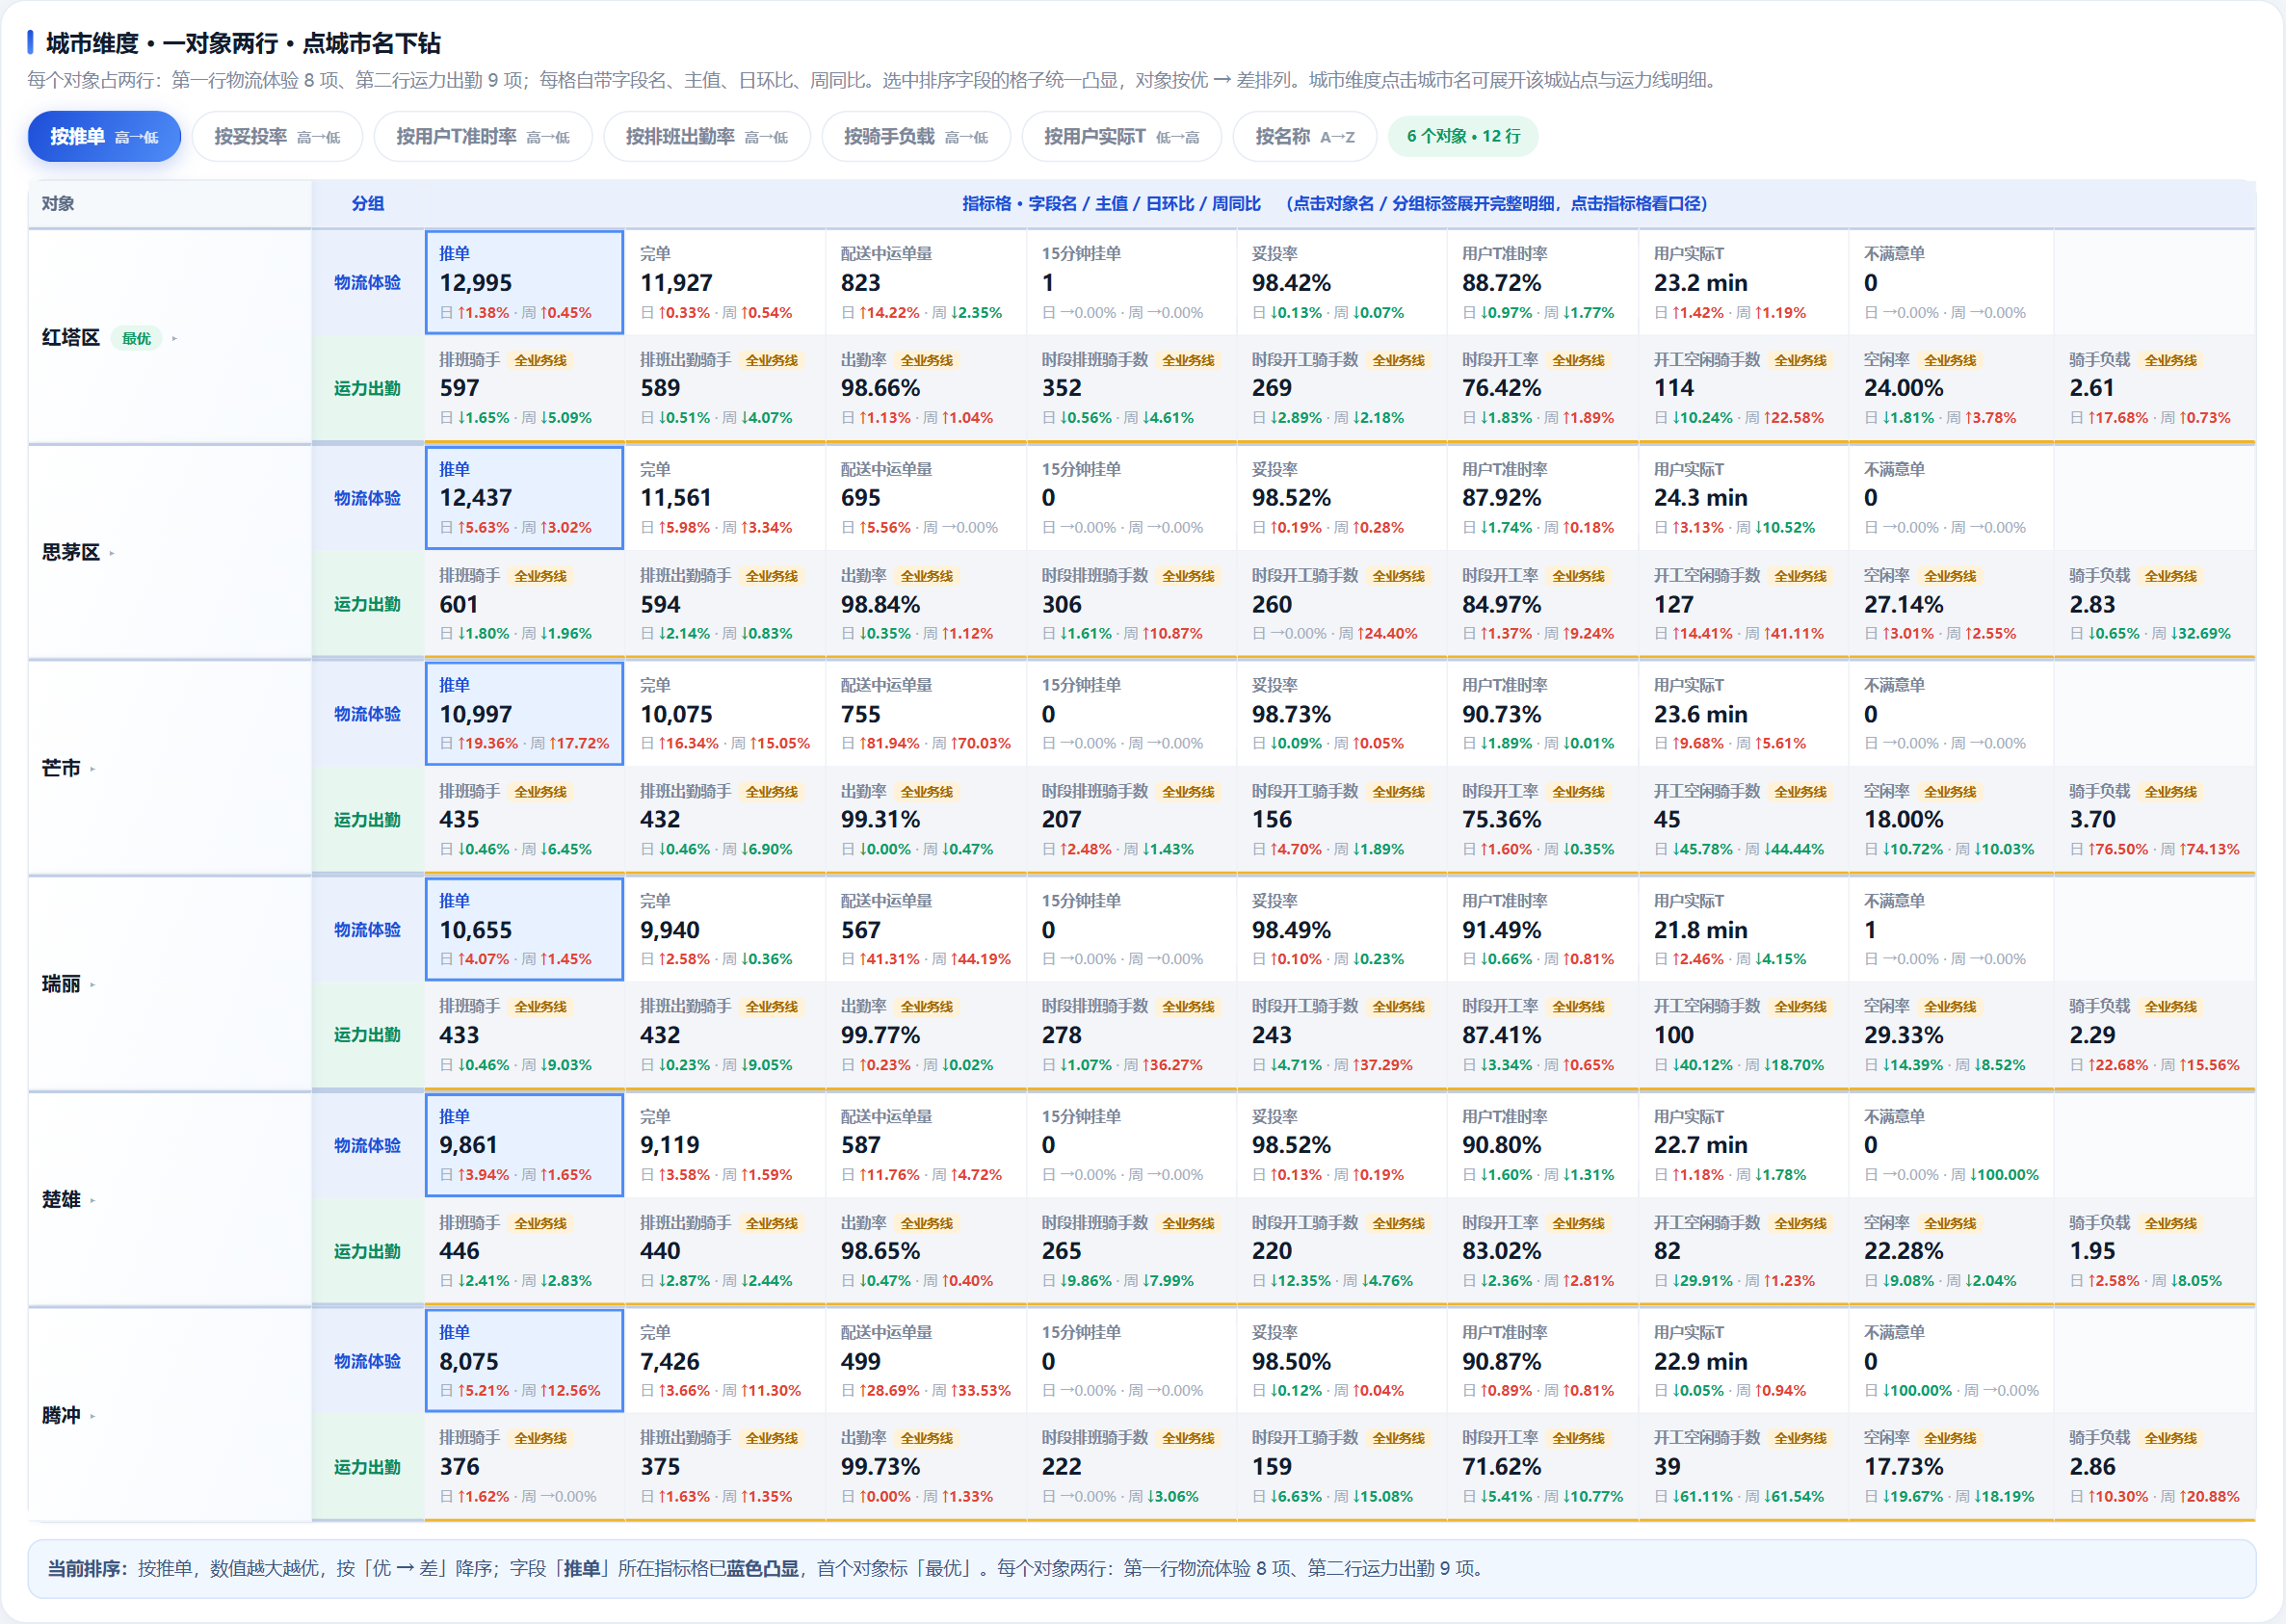 城市维度 • 一对象两行 • 点城市名下钻
每个对象占两行：第一行物流体验 8 项、第二行运力出勤 9 项；每格自带字段名、主值、日环比、周同比。选中排序字段的格子统一凸显，对象按优 → 差排列。城市维度点击城市名可展开该城站点与运力线明细。
按推单 高→低 按妥投率 高→低 按用户T准时率 高→低 按排班出勤率 高→低 按骑手负载 高→低 按用户实际T 低→高 按名称 A→Z 6 个对象 • 12 行
对象 分组 指标格 • 字段名 / 主值 / 日环比 / 周同比 （点击对象名 / 分组标签展开完整明细，点击指标格看口径）
红塔区 最优 ▸
物流体验
推单 完单 配送中运单量 15分钟挂单 妥投率 用户T准时率 用户实际T 不满意单
12,995 11,927 823 1 98.42% 88.72% 23.2 min 0
日 ↑1.38% · 周 ↑0.45% 日 ↑0.33% · 周 ↑0.54% 日 ↑14.22% · 周 ↓2.35% 日 →0.00% · 周 →0.00% 日 ↓0.13% · 周 ↓0.07% 日 ↓0.97% · 周 ↓1.77% 日 ↑1.42% · 周 ↑1.19% 日 →0.00% · 周 →0.00%
运力出勤
排班骑手 全业务线 排班出勤骑手 全业务线 出勤率 全业务线 时段排班骑手数 全业务线 时段开工骑手数 全业务线 时段开工率 全业务线 开工空闲骑手数 全业务线 空闲率 全业务线 骑手负载 全业务线
597 589 98.66% 352 269 76.42% 114 24.00% 2.61
日 ↓1.65% · 周 ↓5.09% 日 ↓0.51% · 周 ↓4.07% 日 ↑1.13% · 周 ↑1.04% 日 ↓0.56% · 周 ↓4.61% 日 ↓2.89% · 周 ↓2.18% 日 ↓1.83% · 周 ↑1.89% 日 ↓10.24% · 周 ↑22.58% 日 ↓1.81% · 周 ↑3.78% 日 ↑17.68% · 周 ↑0.73%
思茅区 ▸
物流体验
推单 完单 配送中运单量 15分钟挂单 妥投率 用户T准时率 用户实际T 不满意单
12,437 11,561 695 0 98.52% 87.92% 24.3 min 0
日 ↑5.63% · 周 ↑3.02% 日 ↑5.98% · 周 ↑3.34% 日 ↑5.56% · 周 →0.00% 日 →0.00% · 周 →0.00% 日 ↑0.19% · 周 ↑0.28% 日 ↓1.74% · 周 ↑0.18% 日 ↑3.13% · 周 ↓10.52% 日 →0.00% · 周 →0.00%
运力出勤
排班骑手 全业务线 排班出勤骑手 全业务线 出勤率 全业务线 时段排班骑手数 全业务线 时段开工骑手数 全业务线 时段开工率 全业务线 开工空闲骑手数 全业务线 空闲率 全业务线 骑手负载 全业务线
601 594 98.84% 306 260 84.97% 127 27.14% 2.83
日 ↓1.80% · 周 ↓1.96% 日 ↓2.14% · 周 ↓0.83% 日 ↓0.35% · 周 ↑1.12% 日 ↓1.61% · 周 ↑10.87% 日 →0.00% · 周 ↑24.40% 日 ↑1.37% · 周 ↑9.24% 日 ↑14.41% · 周 ↑41.11% 日 ↑3.01% · 周 ↑2.55% 日 ↓0.65% · 周 ↓32.69%
芒市 ▸
物流体验
推单 完单 配送中运单量 15分钟挂单 妥投率 用户T准时率 用户实际T 不满意单
10,997 10,075 755 0 98.73% 90.73% 23.6 min 0
日 ↑19.36% · 周 ↑17.72% 日 ↑16.34% · 周 ↑15.05% 日 ↑81.94% · 周 ↑70.03% 日 →0.00% · 周 →0.00% 日 ↓0.09% · 周 ↑0.05% 日 ↓1.89% · 周 ↓0.01% 日 ↑9.68% · 周 ↑5.61% 日 →0.00% · 周 →0.00%
运力出勤
排班骑手 全业务线 排班出勤骑手 全业务线 出勤率 全业务线 时段排班骑手数 全业务线 时段开工骑手数 全业务线 时段开工率 全业务线 开工空闲骑手数 全业务线 空闲率 全业务线 骑手负载 全业务线
435 432 99.31% 207 156 75.36% 45 18.00% 3.70
日 ↓0.46% · 周 ↓6.45% 日 ↓0.46% · 周 ↓6.90% 日 ↓0.00% · 周 ↓0.47% 日 ↑2.48% · 周 ↓1.43% 日 ↑4.70% · 周 ↓1.89% 日 ↑1.60% · 周 ↓0.35% 日 ↓45.78% · 周 ↓44.44% 日 ↓10.72% · 周 ↓10.03% 日 ↑76.50% · 周 ↑74.13%
瑞丽 ▸
物流体验
推单 完单 配送中运单量 15分钟挂单 妥投率 用户T准时率 用户实际T 不满意单
10,655 9,940 567 0 98.49% 91.49% 21.8 min 1
日 ↑4.07% · 周 ↑1.45% 日 ↑2.58% · 周 ↓0.36% 日 ↑41.31% · 周 ↑44.19% 日 →0.00% · 周 →0.00% 日 ↑0.10% · 周 ↓0.23% 日 ↓0.66% · 周 ↑0.81% 日 ↑2.46% · 周 ↓4.15% 日 →0.00% · 周 →0.00%
运力出勤
排班骑手 全业务线 排班出勤骑手 全业务线 出勤率 全业务线 时段排班骑手数 全业务线 时段开工骑手数 全业务线 时段开工率 全业务线 开工空闲骑手数 全业务线 空闲率 全业务线 骑手负载 全业务线
433 432 99.77% 278 243 87.41% 100 29.33% 2.29
日 ↓0.46% · 周 ↓9.03% 日 ↓0.23% · 周 ↓9.05% 日 ↑0.23% · 周 ↓0.02% 日 ↓1.07% · 周 ↑36.27% 日 ↓4.71% · 周 ↑37.29% 日 ↓3.34% · 周 ↑0.65% 日 ↓40.12% · 周 ↓18.70% 日 ↓14.39% · 周 ↓8.52% 日 ↑22.68% · 周 ↑15.56%
楚雄 ▸
物流体验
推单 完单 配送中运单量 15分钟挂单 妥投率 用户T准时率 用户实际T 不满意单
9,861 9,119 587 0 98.52% 90.80% 22.7 min 0
日 ↑3.94% · 周 ↑1.65% 日 ↑3.58% · 周 ↑1.59% 日 ↑11.76% · 周 ↑4.72% 日 →0.00% · 周 →0.00% 日 ↑0.13% · 周 ↑0.19% 日 ↓1.60% · 周 ↓1.31% 日 ↑1.18% · 周 ↓1.78% 日 →0.00% · 周 ↓100.00%
运力出勤
排班骑手 全业务线 排班出勤骑手 全业务线 出勤率 全业务线 时段排班骑手数 全业务线 时段开工骑手数 全业务线 时段开工率 全业务线 开工空闲骑手数 全业务线 空闲率 全业务线 骑手负载 全业务线
446 440 98.65% 265 220 83.02% 82 22.28% 1.95
日 ↓2.41% · 周 ↓2.83% 日 ↓2.87% · 周 ↓2.44% 日 ↓0.47% · 周 ↑0.40% 日 ↓9.86% · 周 ↓7.99% 日 ↓12.35% · 周 ↓4.76% 日 ↓2.36% · 周 ↑2.81% 日 ↓29.91% · 周 ↑1.23% 日 ↓9.08% · 周 ↓2.04% 日 ↑2.58% · 周 ↓8.05%
腾冲 ▸
物流体验
推单 完单 配送中运单量 15分钟挂单 妥投率 用户T准时率 用户实际T 不满意单
8,075 7,426 499 0 98.50% 90.87% 22.9 min 0
日 ↑5.21% · 周 ↑12.56% 日 ↑3.66% · 周 ↑11.30% 日 ↑28.69% · 周 ↑33.53% 日 →0.00% · 周 →0.00% 日 ↓0.12% · 周 ↑0.04% 日 ↑0.89% · 周 ↑0.81% 日 ↓0.05% · 周 ↑0.94% 日 ↓100.00% · 周 →0.00%
运力出勤
排班骑手 全业务线 排班出勤骑手 全业务线 出勤率 全业务线 时段排班骑手数 全业务线 时段开工骑手数 全业务线 时段开工率 全业务线 开工空闲骑手数 全业务线 空闲率 全业务线 骑手负载 全业务线
376 375 99.73% 222 159 71.62% 39 17.73% 2.86
日 ↑1.62% · 周 →0.00% 日 ↑1.63% · 周 ↑1.35% 日 ↑0.00% · 周 ↑1.33% 日 →0.00% · 周 ↓3.06% 日 ↓6.63% · 周 ↓15.08% 日 ↓5.41% · 周 ↓10.77% 日 ↓61.11% · 周 ↓61.54% 日 ↓19.67% · 周 ↓18.19% 日 ↑10.30% · 周 ↑20.88%
当前排序：按推单，数值越大越优，按「优 → 差」降序；字段「推单」所在指标格已蓝色凸显，首个对象标「最优」。每个对象两行：第一行物流体验 8 项、第二行运力出勤 9 项。